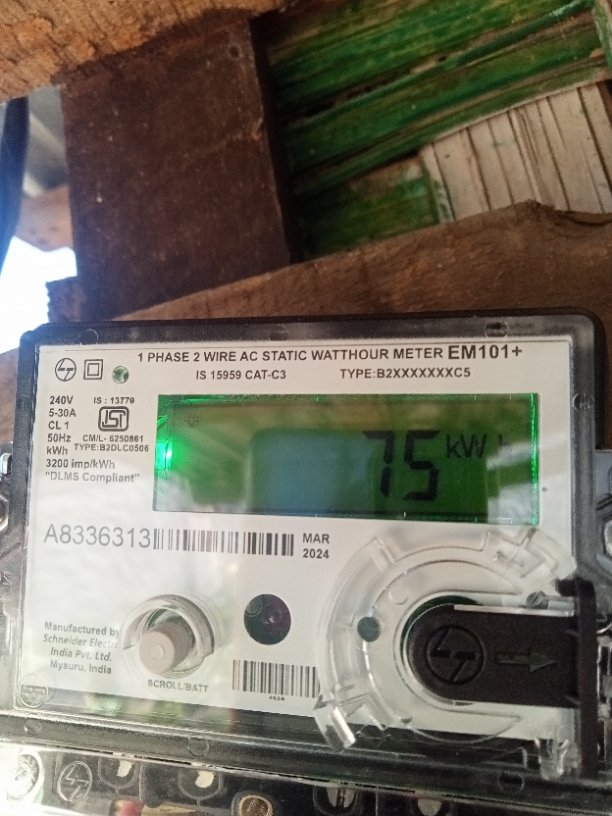 1 PHASE 2 WIRE AC STATIC WATTHOUR METER EM101+
IS 15959 CAT-C3 TYPE:B2XXXXXXXC5
240V IS : 13779
5-30A
CL 1
50Hz CM/L- 6250861
kWh TYPE:B2DLC0506
3200 imp/kWh
"DLMS Compliant"
75 kW
A8336313
MAR
2024
Manufactured by
Schneider Electri
India Pvt. Ltd.
Mysuru, India
SCROLL/BATT